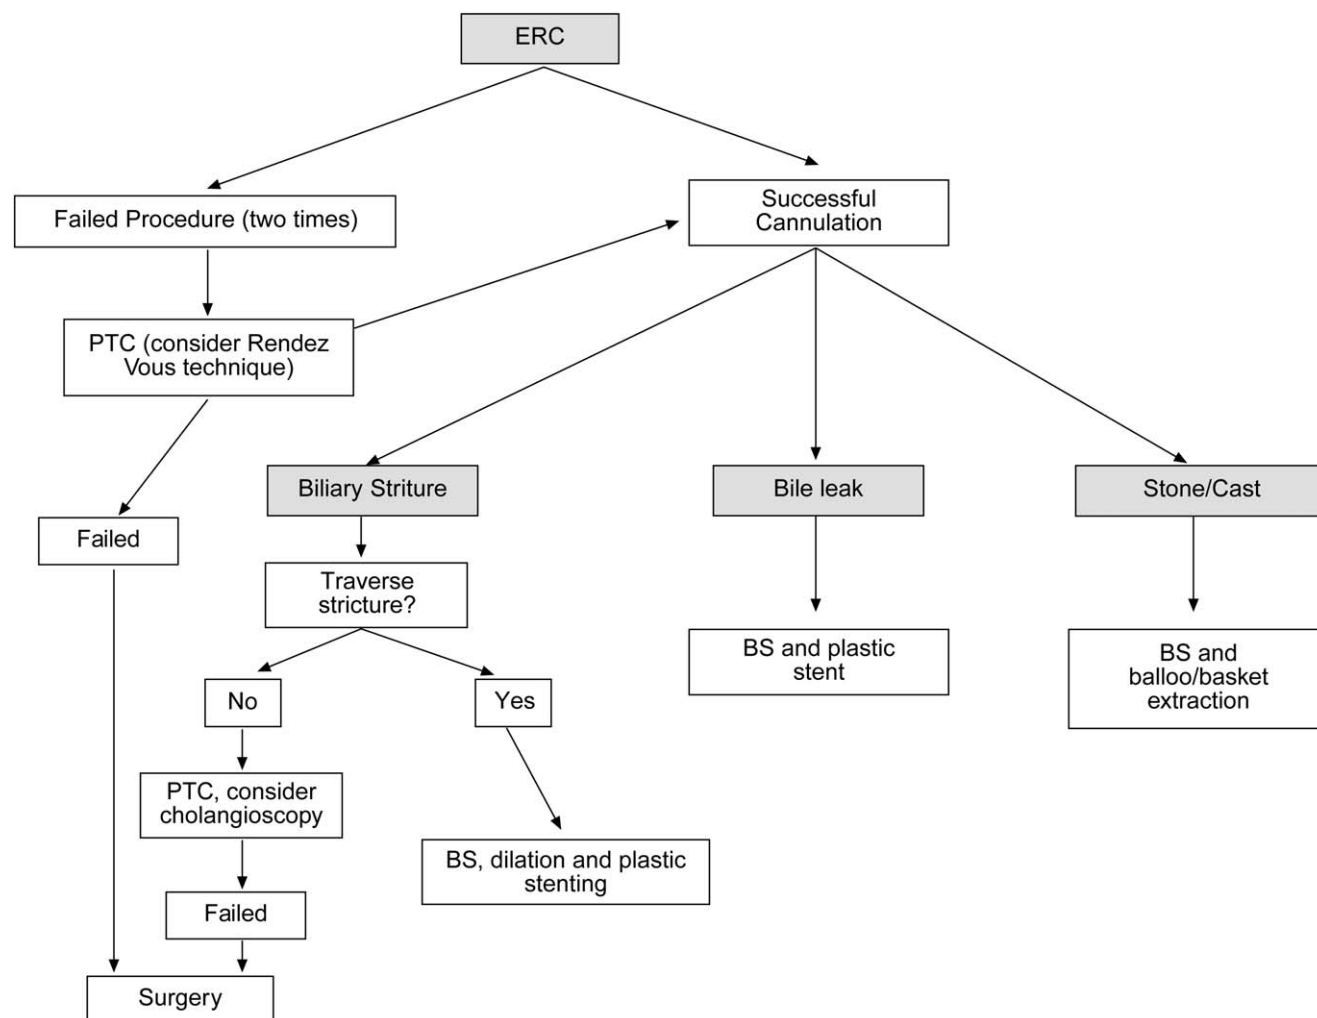 ERC
Failed Procedure (two times)
Successful
Cannulation
PTC (consider Rendez
Vous technique)
Biliary Striture
Bile leak
Stone/Cast
Failed
Traverse
stricture?
BS and plastic
stent
BS and
balloo/basket
extraction
No
Yes
PTC, consider
cholangioscopy
BS, dilation and plastic
stenting
Failed
Surgery